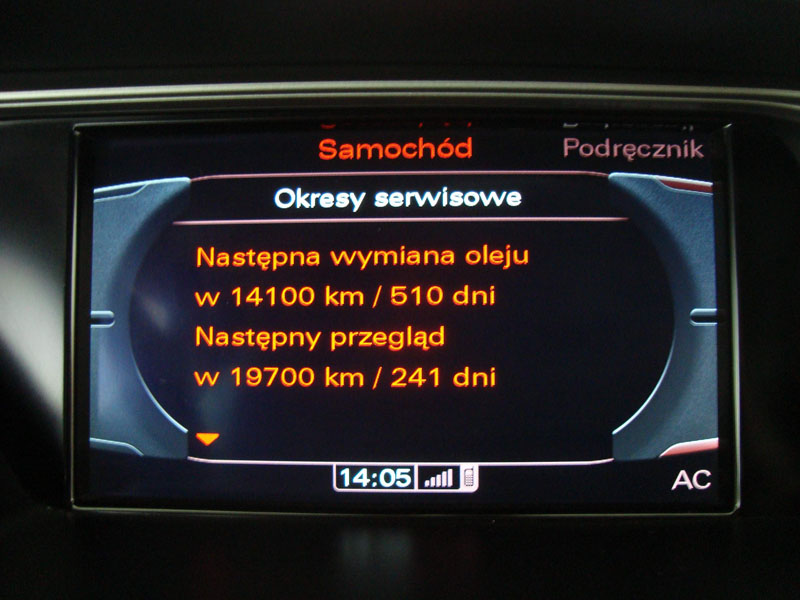 Samochód
Podręcznik
Okresy serwisowe
Następna wymiana oleju
w 14100 km / 510 dni
Następny przegląd
w 19700 km / 241 dni
14:05
AC